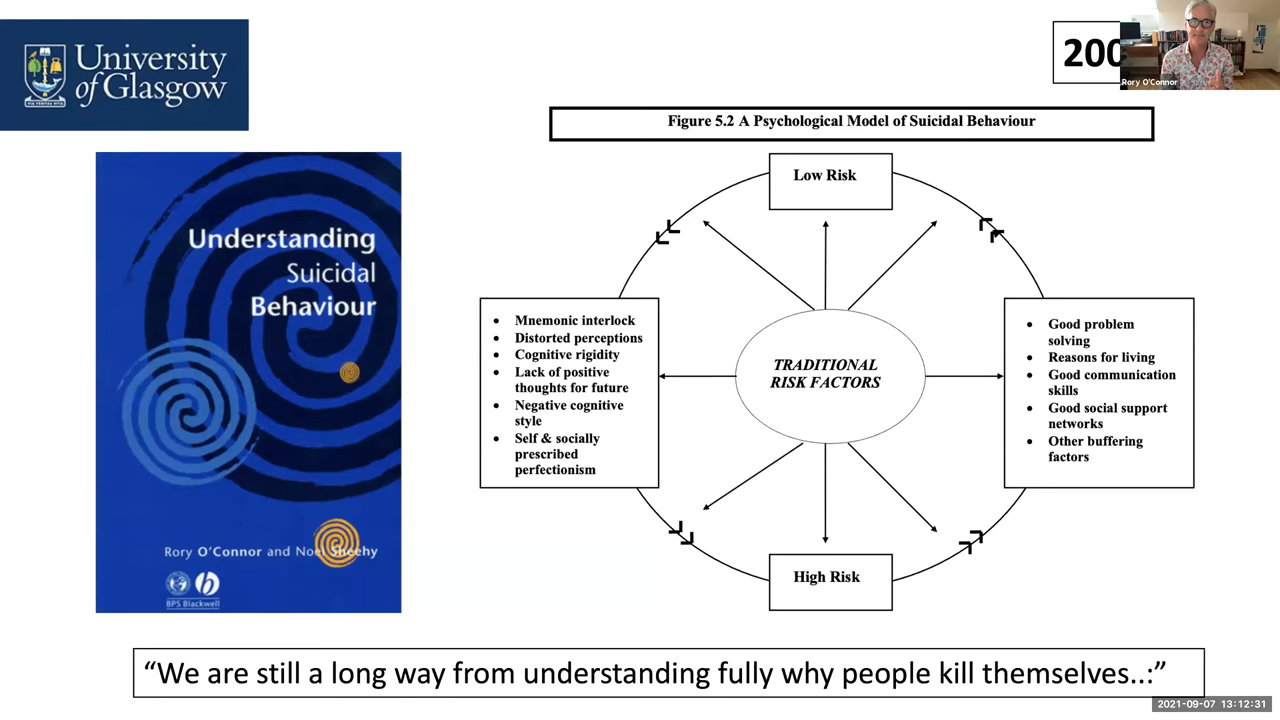 University
of Glasgow
200
Rory O'Connor
Figure 5.2 A Psychological Model of Suicidal Behaviour
Low Risk
Understanding
Suicidal
Behaviour
Rory O'Connor and Noel Sheehy
BPS Blackwell
• Mnemonic interlock
• Distorted perceptions
• Cognitive rigidity
• Lack of positive
thoughts for future
• Negative cognitive
style
• Self & socially
prescribed
perfectionism
TRADITIONAL
RISK FACTORS
• Good problem
solving
• Reasons for living
• Good communication
skills
• Good social support
networks
• Other buffering
factors
High Risk
“We are still a long way from understanding fully why people kill themselves..:”
2021-09-07 13:12:31